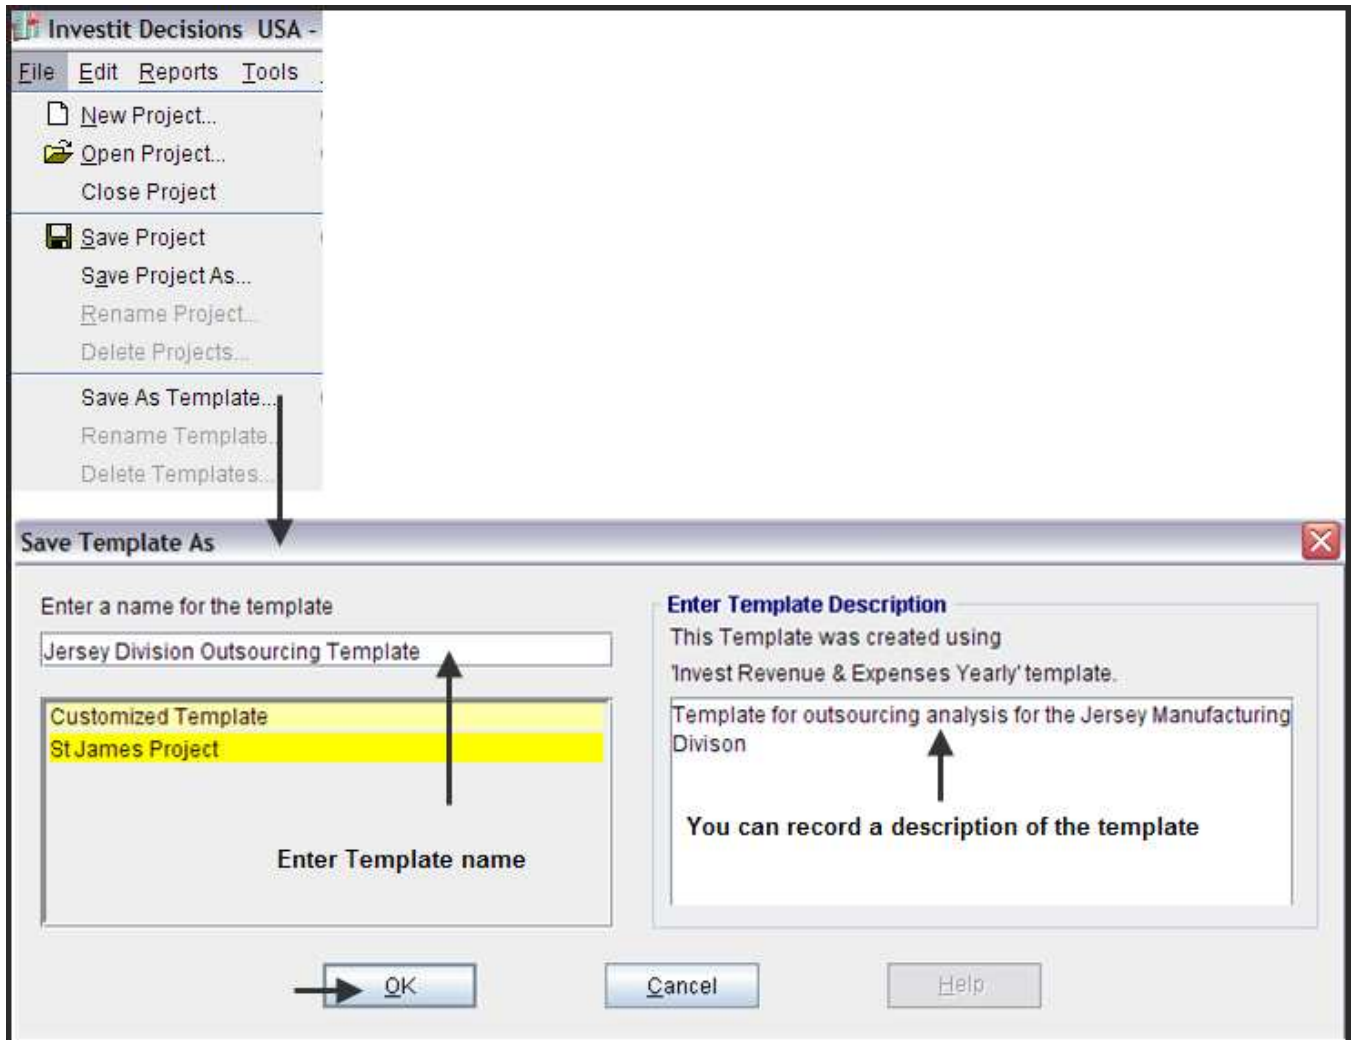 Investit Decisions USA -
File Edit Reports Tools
New Project...
Open Project...
Close Project
Save Project
Save Project As...
Rename Project...
Delete Projects...
Save As Template...
Rename Template..
Delete Templates...
Save Template As
Enter a name for the template
Jersey Division Outsourcing Template
Customized Template
St James Project
Enter Template name
Enter Template Description
This Template was created using
'Invest Revenue & Expenses Yearly' template.
Template for outsourcing analysis for the Jersey Manufacturing
Divison
You can record a description of the template
OK Cancel Help